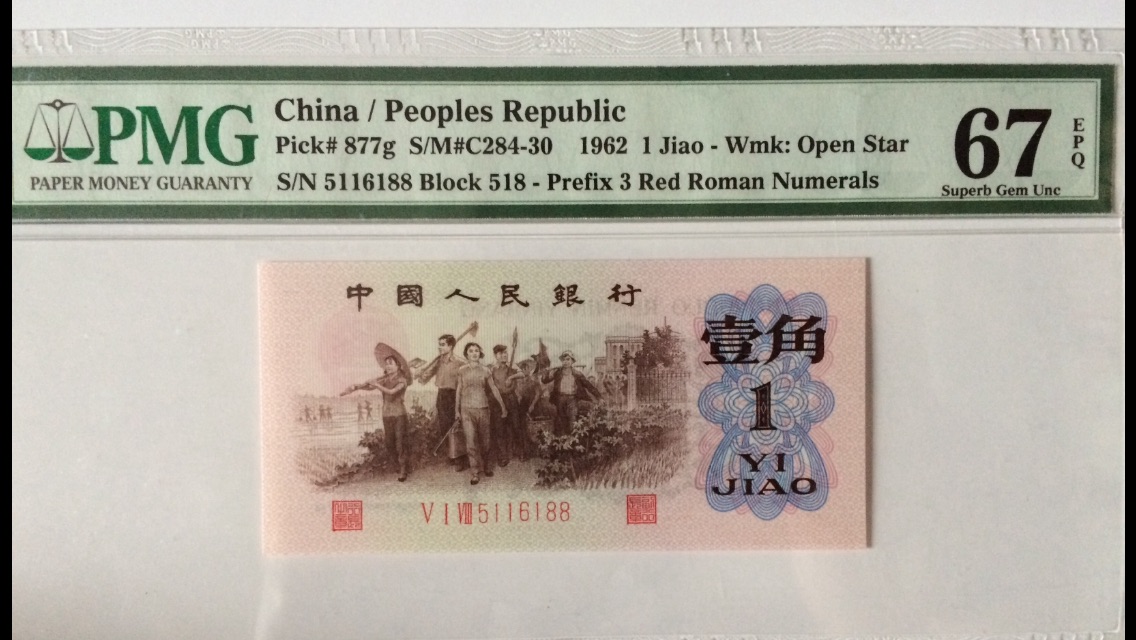 PMG
PAPER MONEY GUARANTY
China / Peoples Republic
Pick# 877g S/M#C284-30 1962 1 Jiao - Wmk: Open Star
S/N 5116188 Block 518 - Prefix 3 Red Roman Numerals
67
EPQ
Superb Gem Unc
中國人民銀行
壹角
1
YI
JIAO
V I VIII 5116188